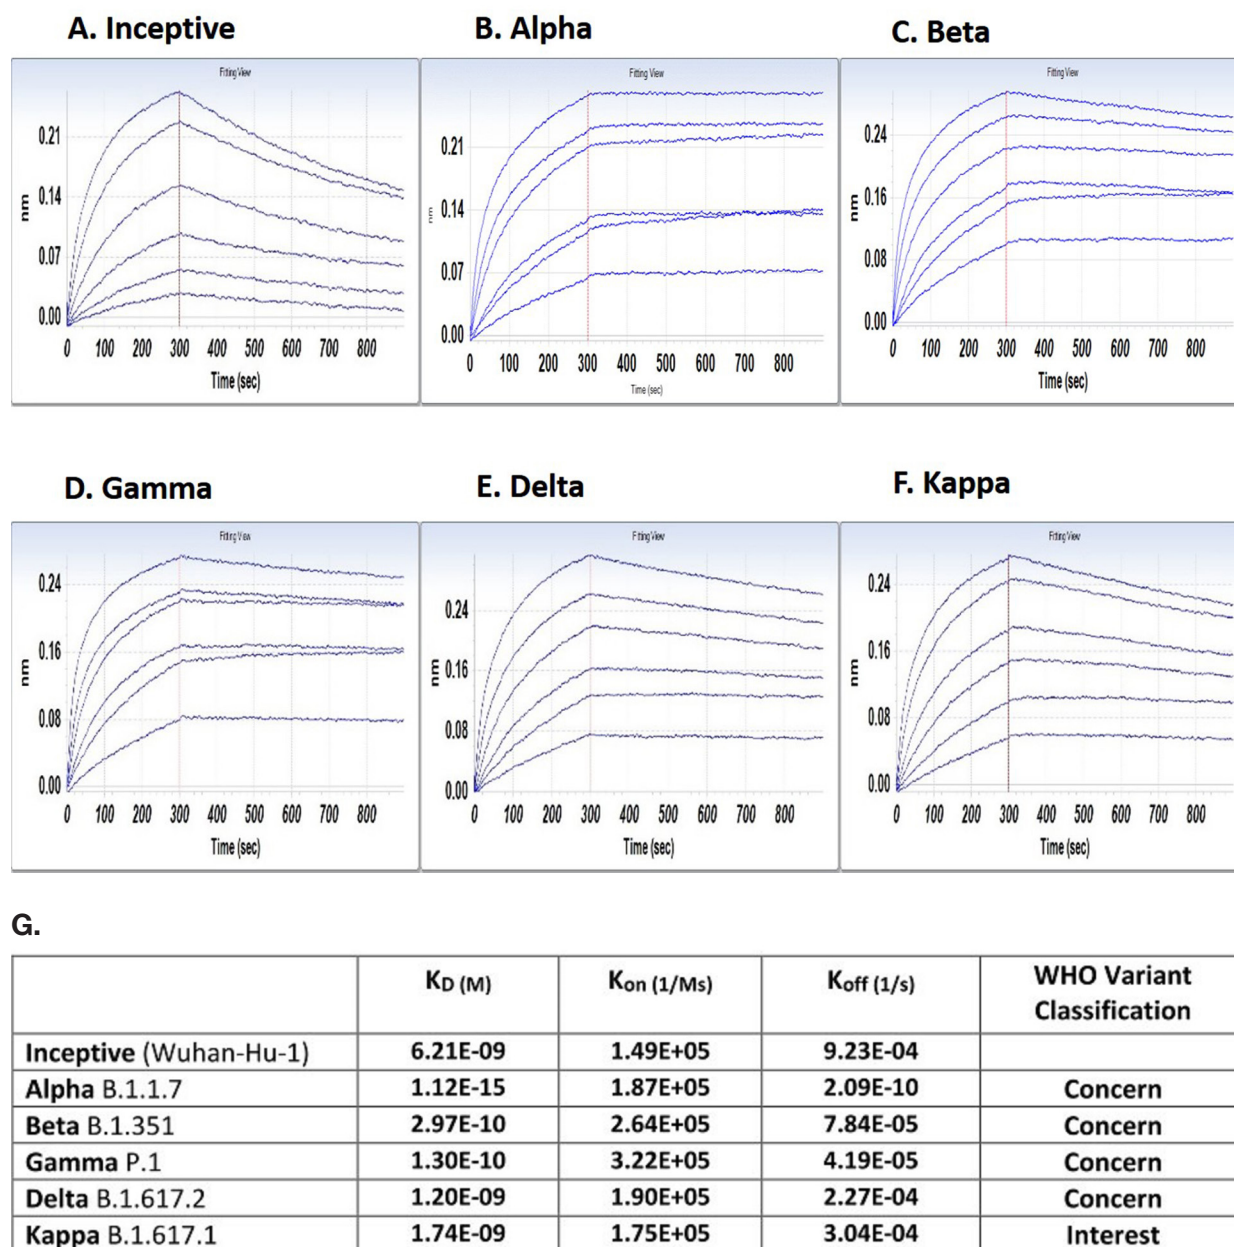 A. Inceptive
B. Alpha
C. Beta
Fitting View
Fitting View
Fitting View
nm
0.21
0.14
0.07
0.00
0 100 200 300 400 500 600 700 800
Time (sec)
nm
0.21
0.14
0.07
0.00
0 100 200 300 400 500 600 700 800
Time (sec)
nm
0.24
0.16
0.08
0.00
0 100 200 300 400 500 600 700 800
Time (sec)
D. Gamma
E. Delta
F. Kappa
Fitting View
Fitting View
Fitting View
nm
0.24
0.16
0.08
0.00
0 100 200 300 400 500 600 700 800
Time (sec)
nm
0.24
0.16
0.08
0.00
0 100 200 300 400 500 600 700 800
Time (sec)
nm
0.24
0.16
0.08
0.00
0 100 200 300 400 500 600 700 800
Time (sec)
G.
KD (M) Kon (1/Ms) Koff (1/s) WHO Variant
Classification
Inceptive (Wuhan-Hu-1) 6.21E-09 1.49E+05 9.23E-04
Alpha B.1.1.7 1.12E-15 1.87E+05 2.09E-10 Concern
Beta B.1.351 2.97E-10 2.64E+05 7.84E-05 Concern
Gamma P.1 1.30E-10 3.22E+05 4.19E-05 Concern
Delta B.1.617.2 1.20E-09 1.90E+05 2.27E-04 Concern
Kappa B.1.617.1 1.74E-09 1.75E+05 3.04E-04 Interest